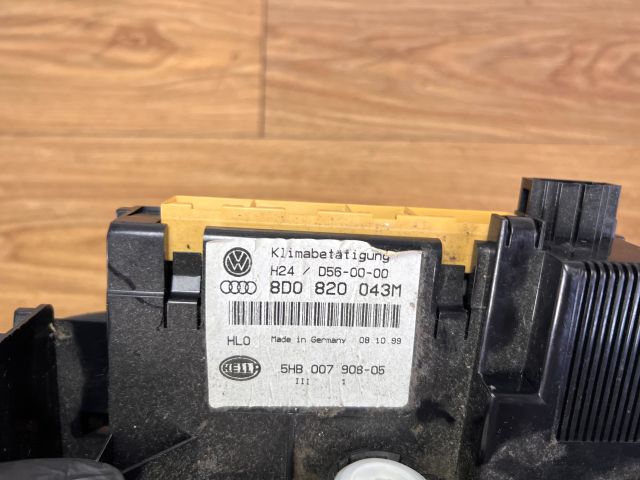 Klimabetätigung
H24 / D56-00-00
8D0 820 043M
HLO Made in Germany 08.10.99
HELLA
5HB 007 908-05
III 1